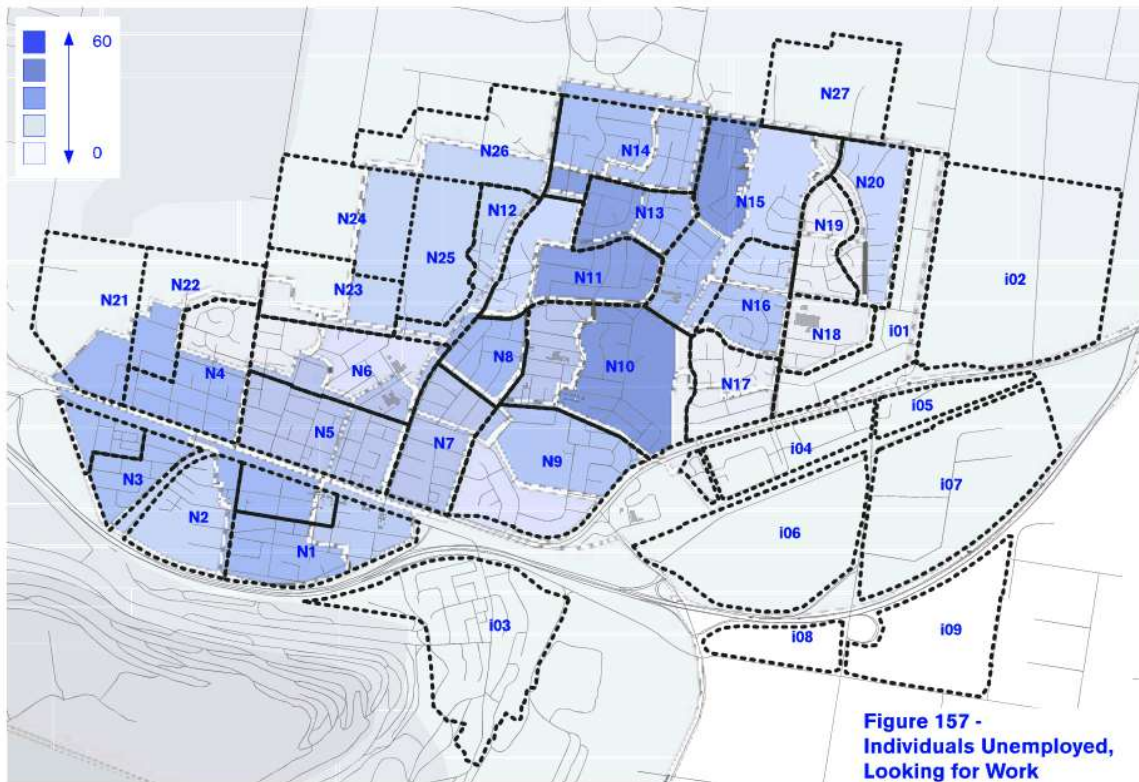 60
0
N27
N26
N14
N20
N24
N12
N13
N15
N19
N25
N11
N22
N23
N21
i02
N16
i01
N18
N8
N10
N4
N6
N17
i05
N5
N7
i04
N9
N3
i07
N2
i06
N1
i03
i08
i09
Figure 157 -
Individuals Unemployed,
Looking for Work